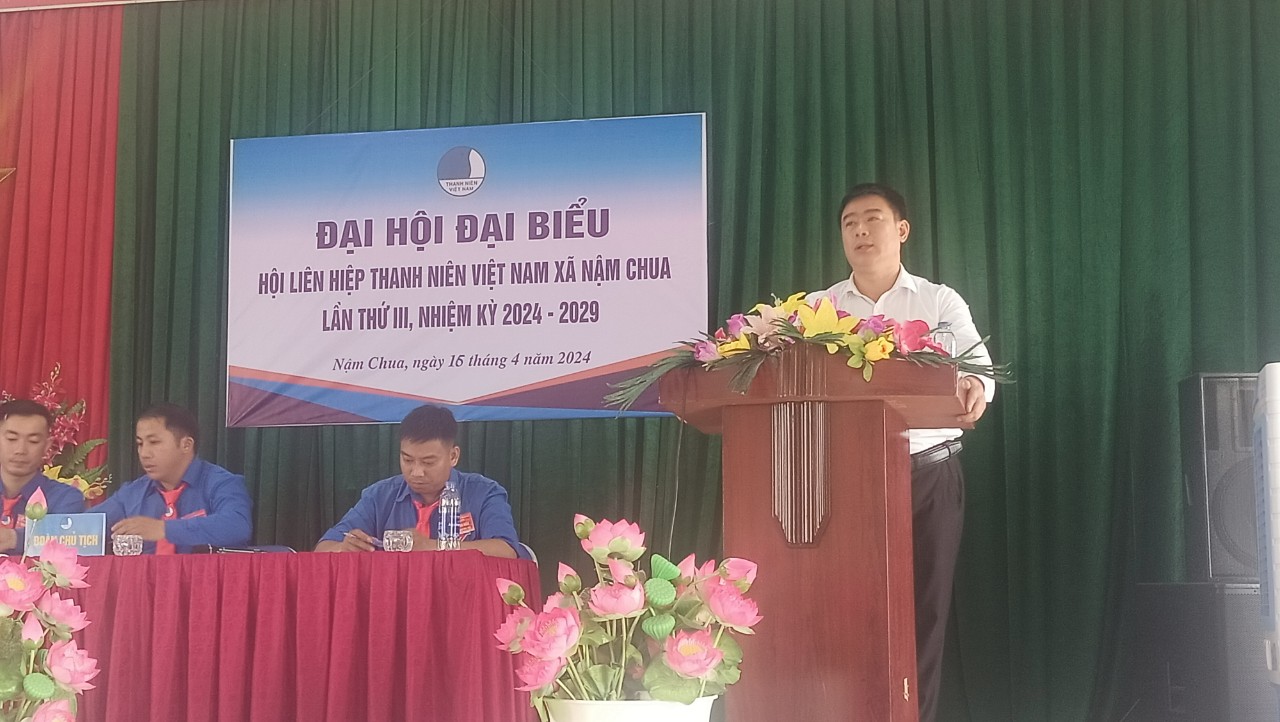 THANH NIÊN
VIỆT NAM
ĐẠI HỘI ĐẠI BIỂU
HỘI LIÊN HIỆP THANH NIÊN VIỆT NAM XÃ NẬM CHUA
LẦN THỨ III, NHIỆM KỲ 2024 - 2029
Nậm Chua, ngày 16 tháng 4 năm 2024
ĐOÀN CHỦ TỊCH